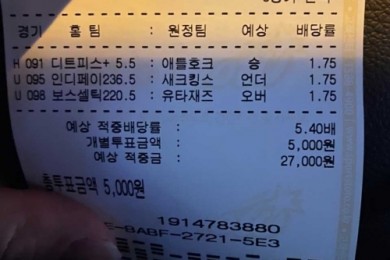 경기 홈 팀 : 원정팀 예상 배당률
H 091 디트피스+ 5.5 : 애틀호크 승 1.75
U 095 인디페이236.5 : 새크킹스 언더 1.75
U 098 보스셀틱220.5 : 유타재즈 오버 1.75
예상 적중배당률 : 5.40배
개별투표금액 : 5,000원
예상 적중금 : 27,000원
총투표금액 5,000원
1914783880
-8ABF-2721-5E3